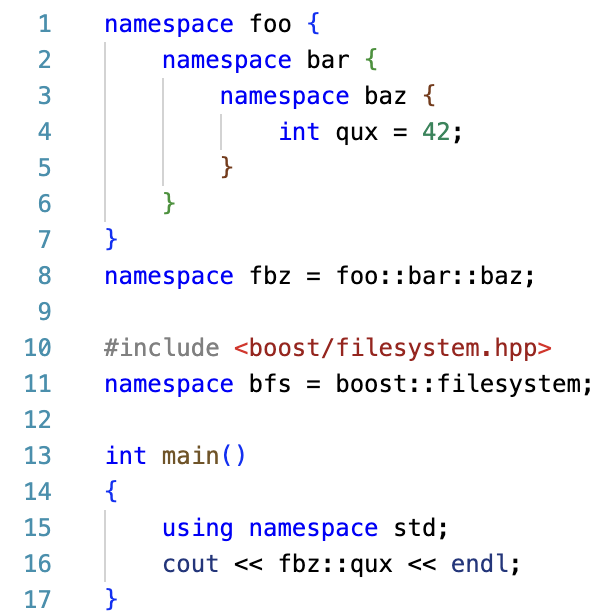 1 namespace foo {
2     namespace bar {
3         namespace baz {
4             int qux = 42;
5         }
6     }
7 }
8 namespace fbz = foo::bar::baz;
9
10 #include <boost/filesystem.hpp>
11 namespace bfs = boost::filesystem;
12
13 int main()
14 {
15     using namespace std;
16     cout << fbz::qux << endl;
17 }